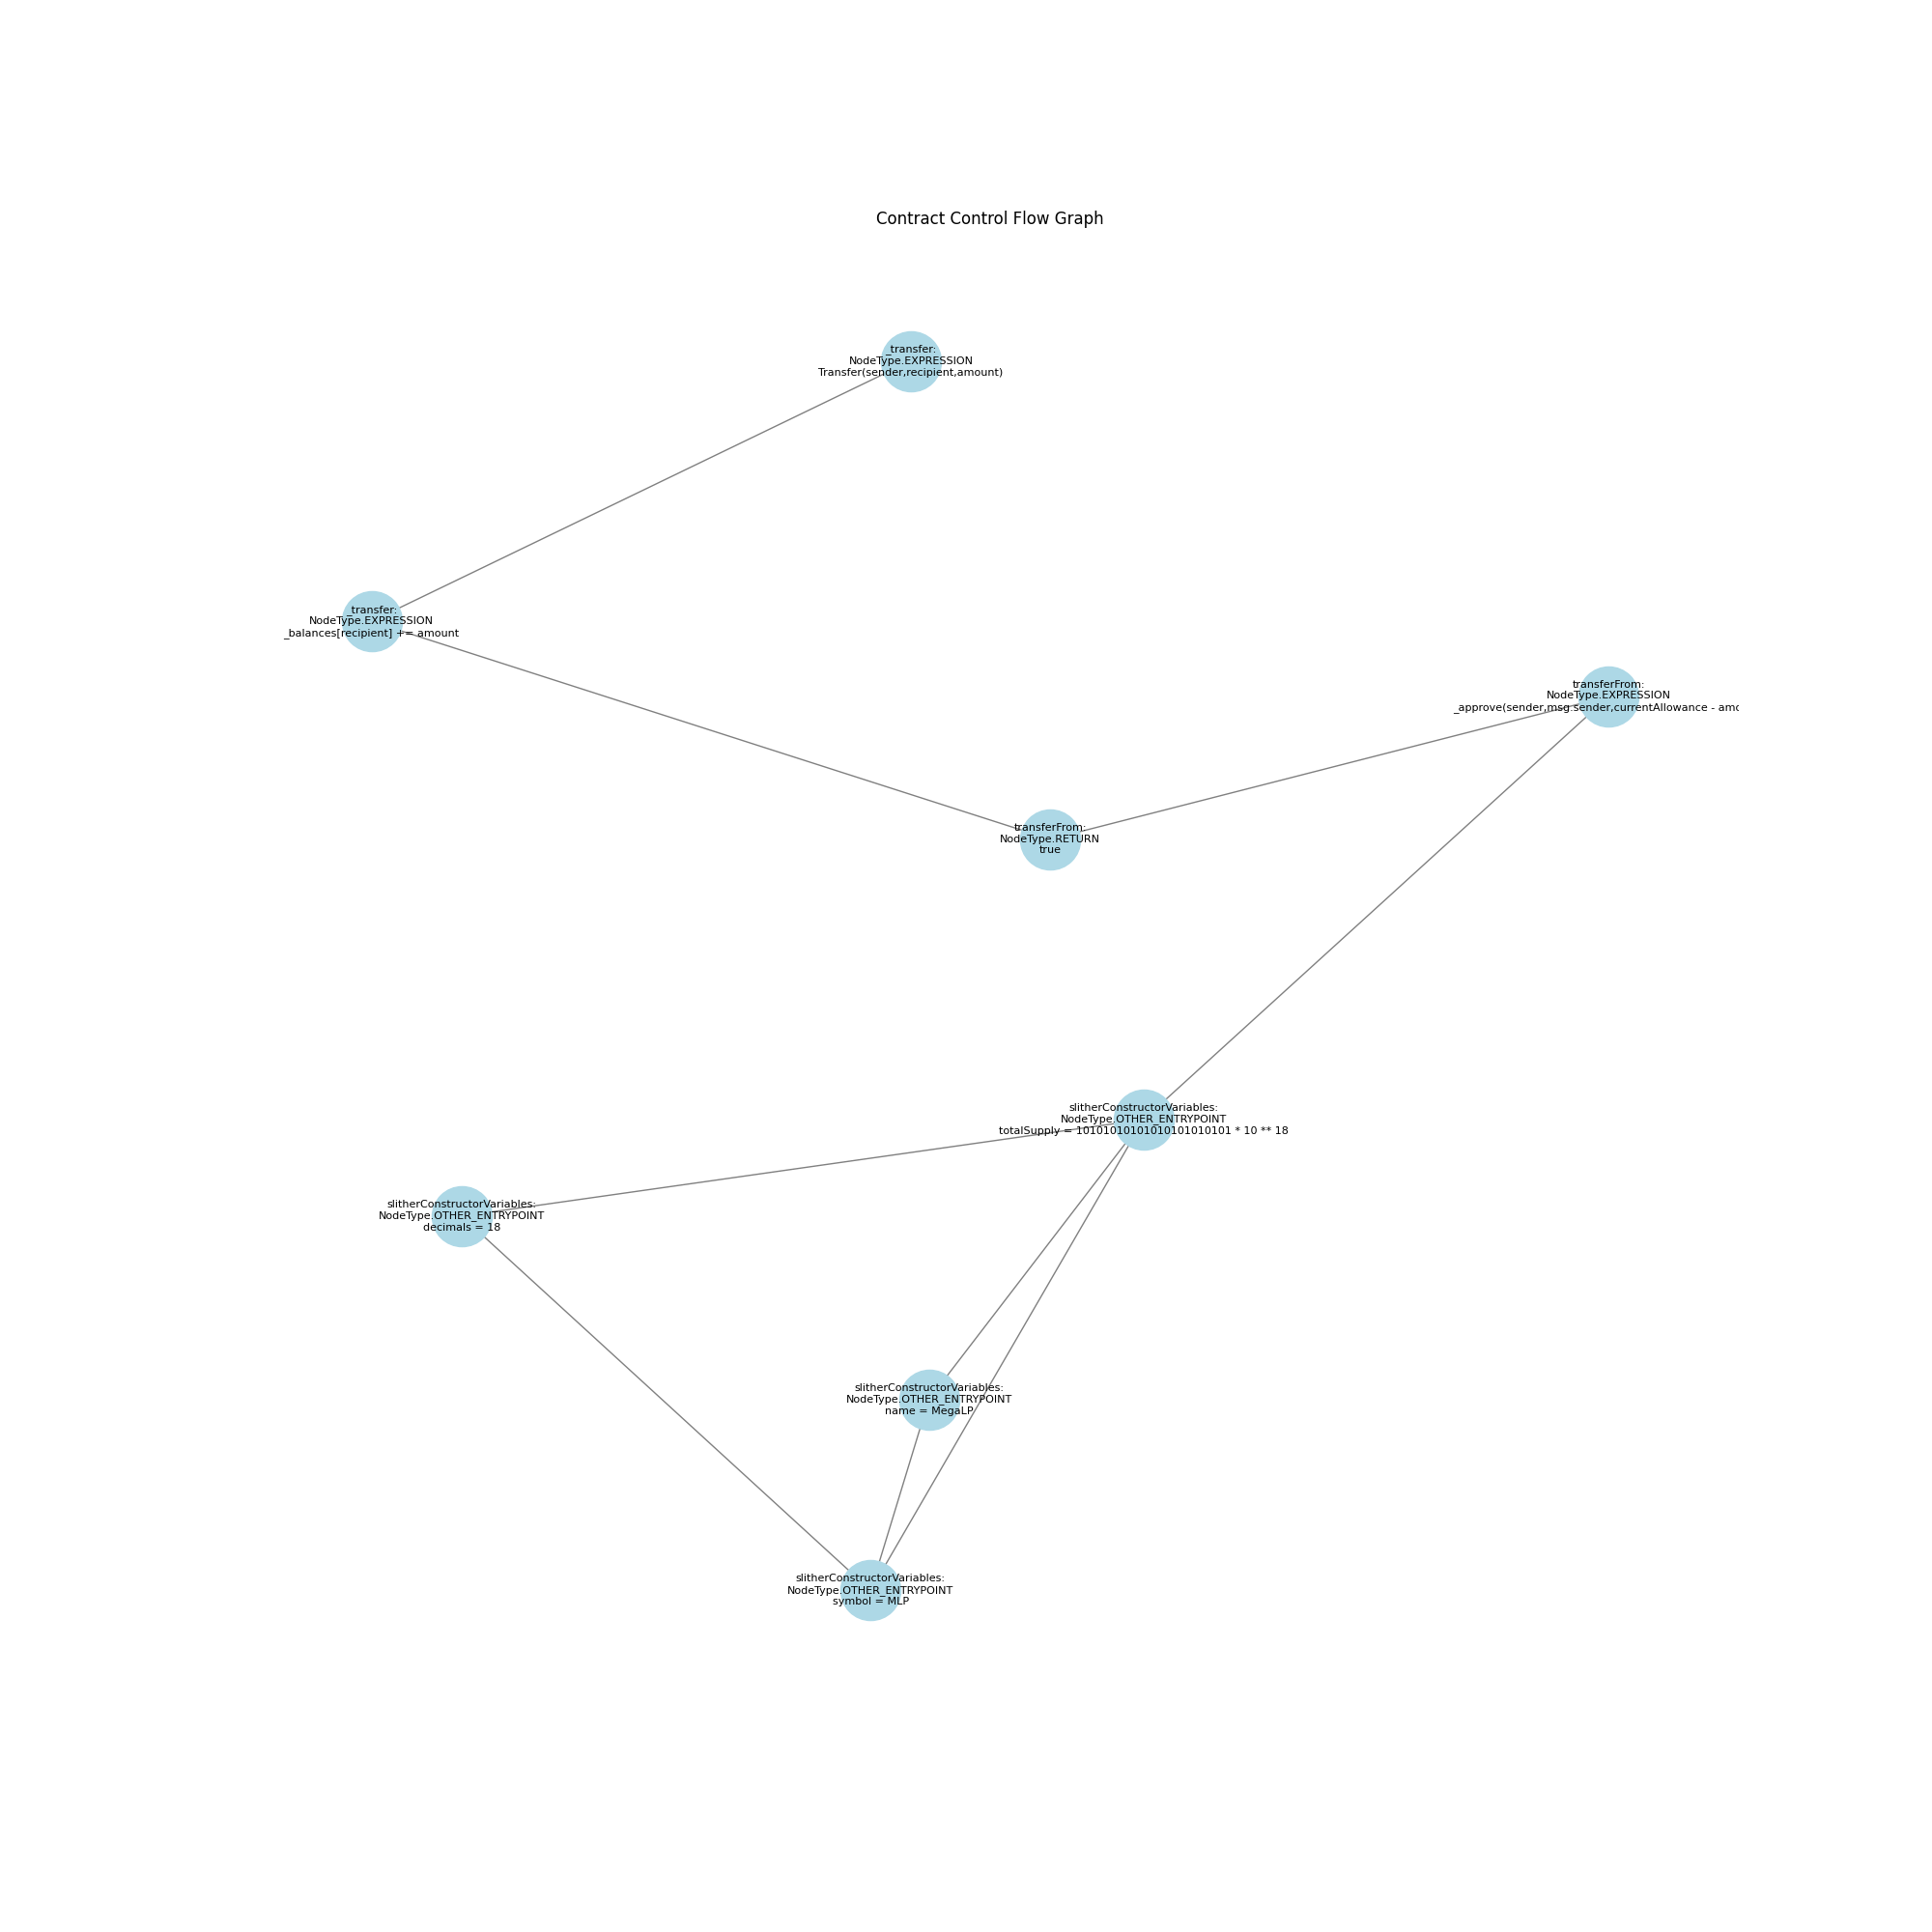 Contract Control Flow Graph
_transfer:
NodeType.EXPRESSION
Transfer(sender,recipient,amount)
_transfer:
NodeType.EXPRESSION
_balances[recipient] += amount
transferFrom:
NodeType.EXPRESSION
_approve(sender,msg.sender,currentAllowance - amo
transferFrom:
NodeType.RETURN
true
slitherConstructorVariables:
NodeType.OTHER_ENTRYPOINT
totalSupply = 10101010101010101010101 * 10 ** 18
slitherConstructorVariables:
NodeType.OTHER_ENTRYPOINT
decimals = 18
slitherConstructorVariables:
NodeType.OTHER_ENTRYPOINT
name = MegaLP
slitherConstructorVariables:
NodeType.OTHER_ENTRYPOINT
symbol = MLP